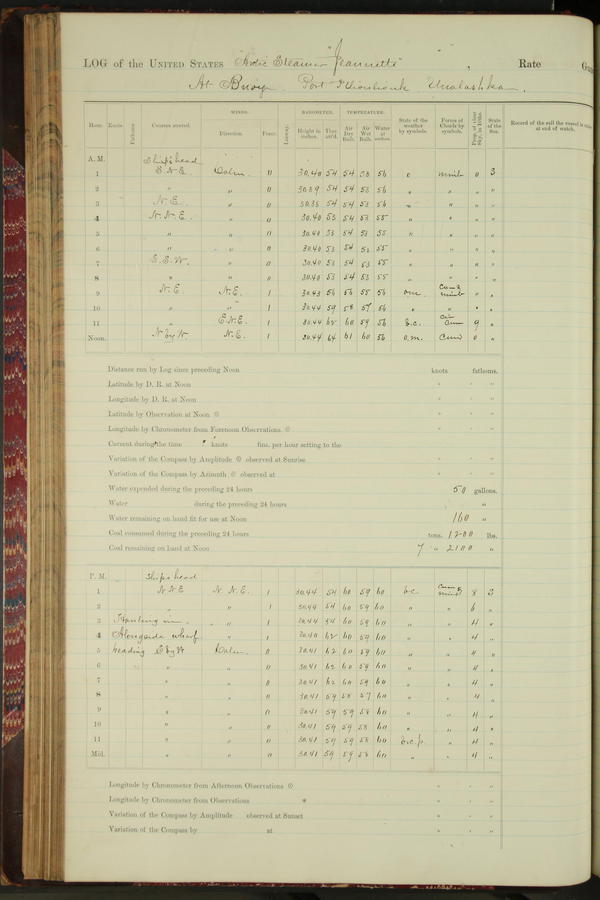 LOG of the UNITED STATES "Arctic Steamer "Jeannette" Rate
At Buoy. Port Unalashka.
WINDS. BAROMETER. TEMPERATURE.
Hour. Knots. Fathoms. Courses steered. Direction. Force. Leeway. Height in inches. Ther. att'd. Air Dry Bulb. Air Wet Bulb. Water at surface. State of the weather by symbols. Forms of Clouds by symbols. Prop. of clear Sky, in 10ths. State of the Sea. Record of the sail the vessel is under at end of watch.
A. M. Ship's head
1 Calm. 0 30.40 54 54 53 56 0 3
2 " " 0 30.39 54 54 53 56 " " " "
3 N.E. " 0 30.35 54 54 53 56 " " " "
4 N.N.E. " 0 30.40 53 54 53 55 " " " "
5 " " 0 30.40 53 54 53 55 " " " "
6 " " 0 30.40 53 54 53 55 " " " "
7 " 0 30.40 53 54 53 55 " " " "
8 " " 0 30.40 53 54 53 55 " " " "
9 N.E. N.E. 1 30.43 56 56 55 56 " "
10 " " 1 30.44 59 58 57 56 " " " "
11 " E.N.E. 1 30.44 62 60 59 56 9 "
Noon. N by W. N.E. 1 30.44 64 61 60 56 o.m. Cum 0 "
Distance run by Log since preceding Noon knots fathoms.
Latitude by D. R. at Noon " " "
Longitude by D. R. at Noon " " "
Latitude by Observation at Noon ☉ " " "
Longitude by Chronometer from Forenoon Observations ☉ " " "
Current during the time knots fms. per hour setting to the
Variation of the Compass by Amplitude ☉ observed at Sunrise " " "
Variation of the Compass by Azimuth ☉ observed at " " "
Water expended during the preceding 24 hours 50 gallons.
Water during the preceding 24 hours "
Water remaining on hand fit for use at Noon 160 "
Coal consumed during the preceding 24 hours tons. 1200 lbs.
Coal remaining on hand at Noon 7 " 2100 "
P. M. Ships head
1 N.N.E N.N.E. 1 30.44 54 60 59 60 b.c. 8 3
2 " " 1 30.44 54 60 59 60 " " 6 "
3 Hauling in. " 1 30.44 54 60 59 60 " " 4 "
4 Alongside wharf " 1 30.40 62 60 59 60 " " 4 "
5 heading Calm. 0 30.41 62 60 59 60 " " 4 "
6 " " 0 30.41 62 60 59 60 " " 4 "
7 " " 0 30.41 62 60 59 60 " " 4 "
8 " " 0 30.41 59 58 57 60 " " 4 "
9 " " 0 30.41 59 59 58 60 " " 4 "
10 " " 0 30.41 59 59 58 60 " " 4 "
11 " " 0 30.41 59 59 58 60 b.c.p. " 4 "
Mid. " " 0 30.41 59 59 58 60 " " 4 "
Longitude by Chronometer from Afternoon Observations ☉ " " "
Longitude by Chronometer from Observations * " " "
Variation of the Compass by Amplitude observed at Sunset " " "
Variation of the Compass by at " " "